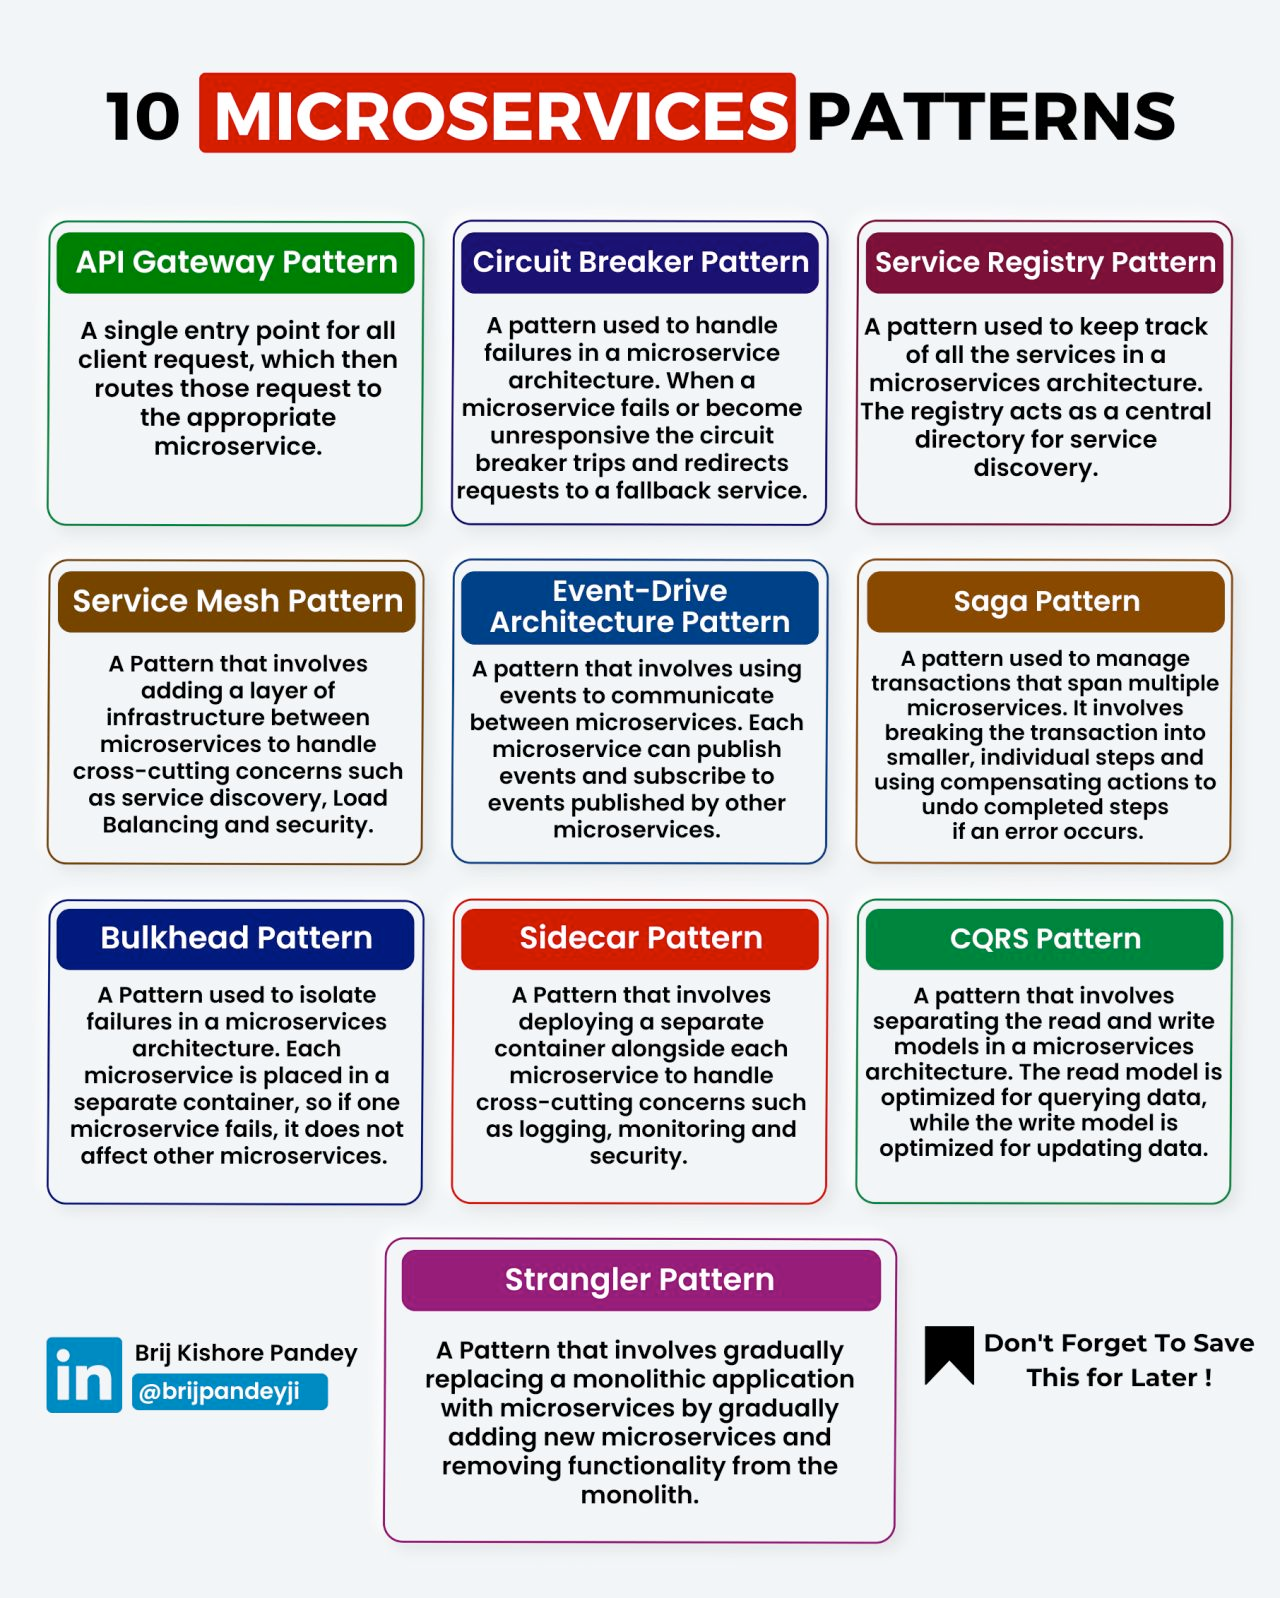 10 MICROSERVICES PATTERNS
API Gateway Pattern
A single entry point for all
client request, which then
routes those request to
the appropriate
microservice.
Circuit Breaker Pattern
A pattern used to handle
failures in a microservice
architecture. When a
microservice fails or become
unresponsive the circuit
breaker trips and redirects
requests to a fallback service.
Service Registry Pattern
A pattern used to keep track
of all the services in a
microservices architecture.
The registry acts as a central
directory for service
discovery.
Service Mesh Pattern
A Pattern that involves
adding a layer of
infrastructure between
microservices to handle
cross-cutting concerns such
as service discovery, Load
Balancing and security.
Event-Drive
Architecture Pattern
A pattern that involves using
events to communicate
between microservices. Each
microservice can publish
events and subscribe to
events published by other
microservices.
Saga Pattern
A pattern used to manage
transactions that span multiple
microservices. It involves
breaking the transaction into
smaller, individual steps and
using compensating actions to
undo completed steps
if an error occurs.
Bulkhead Pattern
A Pattern used to isolate
failures in a microservices
architecture. Each
microservice is placed in a
separate container, so if one
microservice fails, it does not
affect other microservices.
Sidecar Pattern
A Pattern that involves
deploying a separate
container alongside each
microservice to handle
cross-cutting concerns such
as logging, monitoring and
security.
CQRS Pattern
A pattern that involves
separating the read and write
models in a microservices
architecture. The read model is
optimized for querying data,
while the write model is
optimized for updating data.
Strangler Pattern
A Pattern that involves gradually
replacing a monolithic application
with microservices by gradually
adding new microservices and
removing functionality from the
monolith.
in
Brij Kishore Pandey
@brijpandeyji
Don't Forget To Save
This for Later !